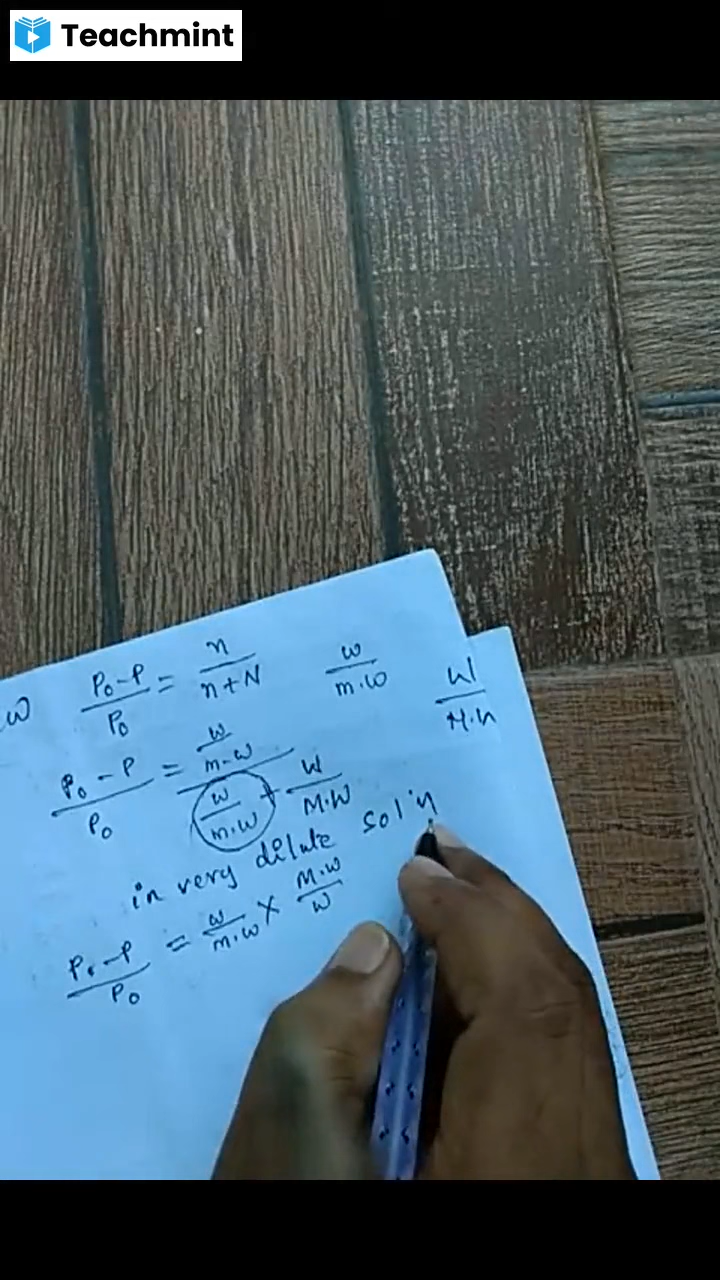 Teachmint
w P₀-P/P₀ = n/n+N w/m.w W/M.W
P₀-P/P₀ = w/m.w / w/m.w + W/M.W
in very dilute sol'n
P₀-P/P₀ = w/m.w × M.W/W